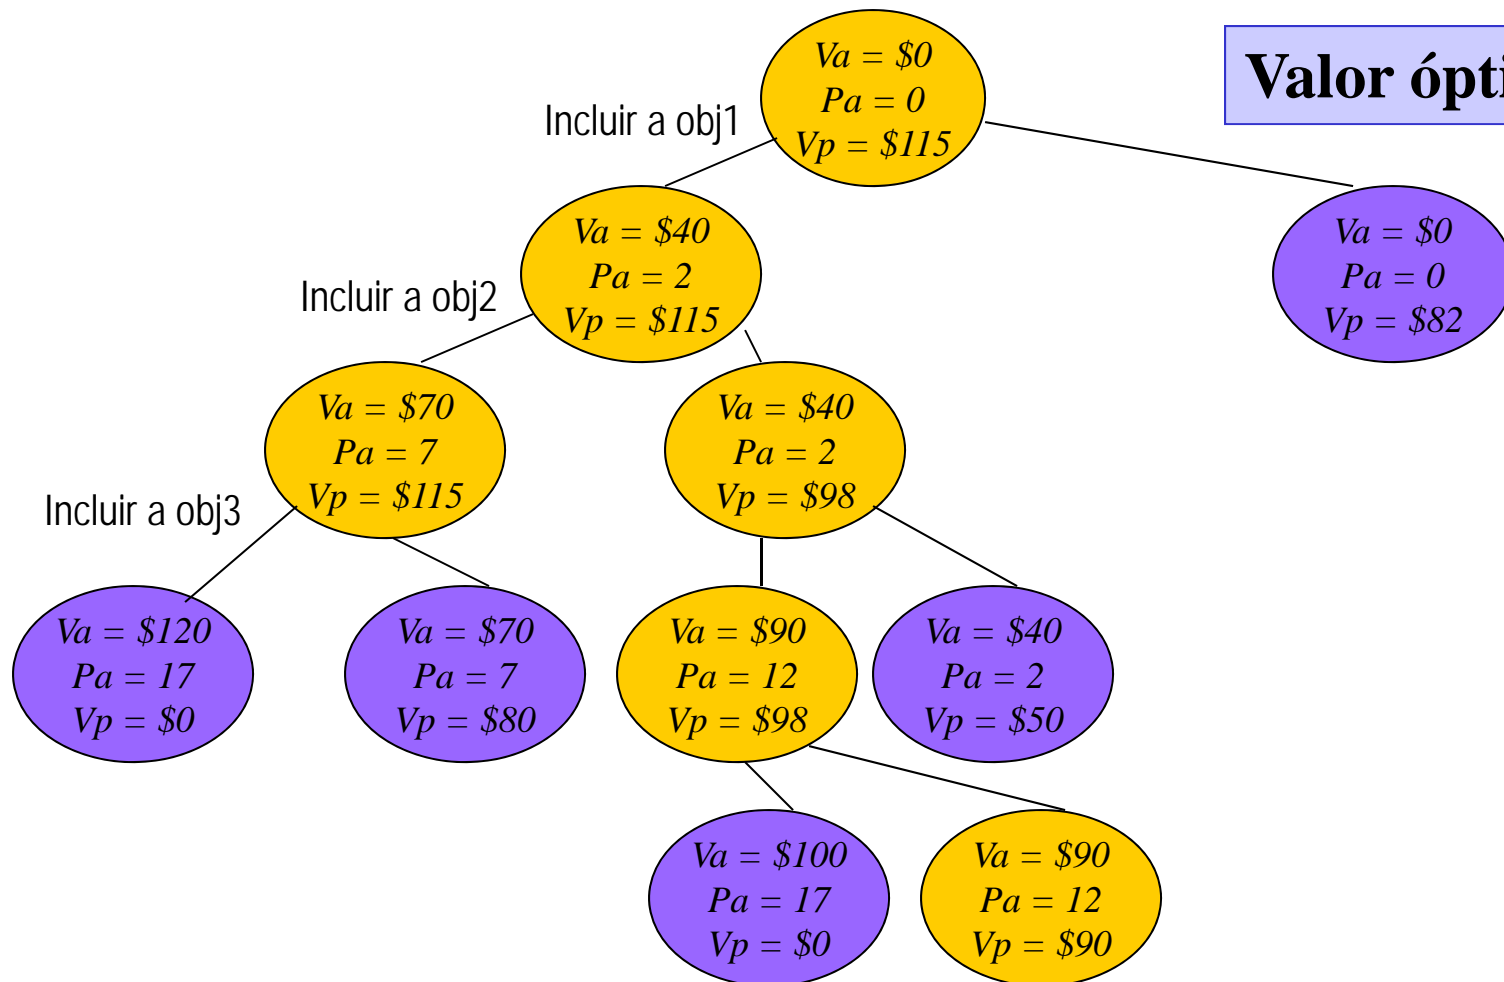 Va = $0
Pa = 0
Vp = $115
Valor ópti
Incluir a obj1
Va = $40
Pa = 2
Vp = $115
Va = $0
Pa = 0
Vp = $82
Incluir a obj2
Va = $70
Pa = 7
Vp = $115
Va = $40
Pa = 2
Vp = $98
Incluir a obj3
Va = $120
Pa = 17
Vp = $0
Va = $70
Pa = 7
Vp = $80
Va = $90
Pa = 12
Vp = $98
Va = $40
Pa = 2
Vp = $50
Va = $100
Pa = 17
Vp = $0
Va = $90
Pa = 12
Vp = $90